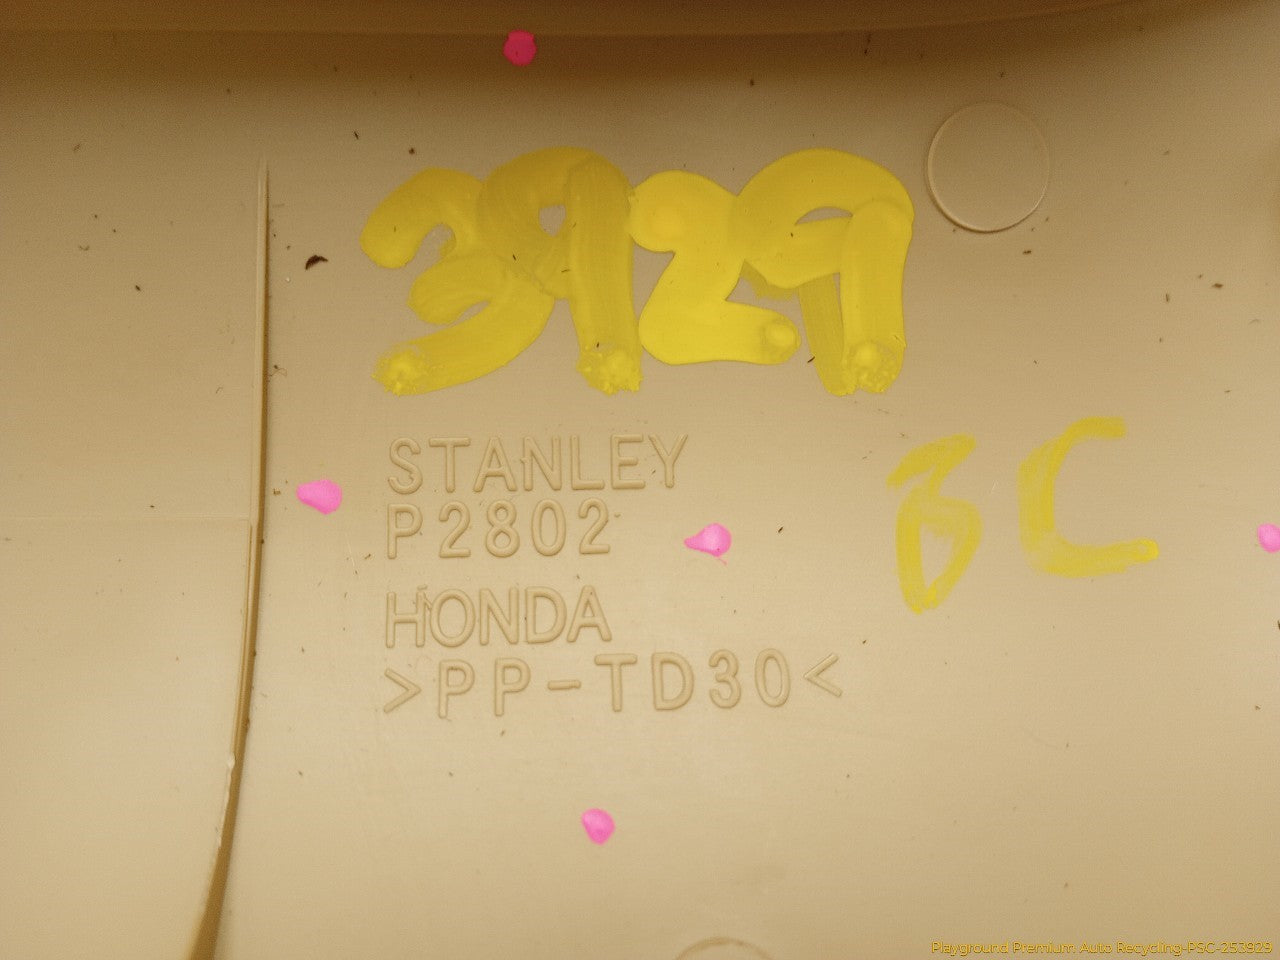 3929
BC
STANLEY
P2802
HONDA
>PP-TD30<
Playground Premium Auto Recycling-PSC-253929